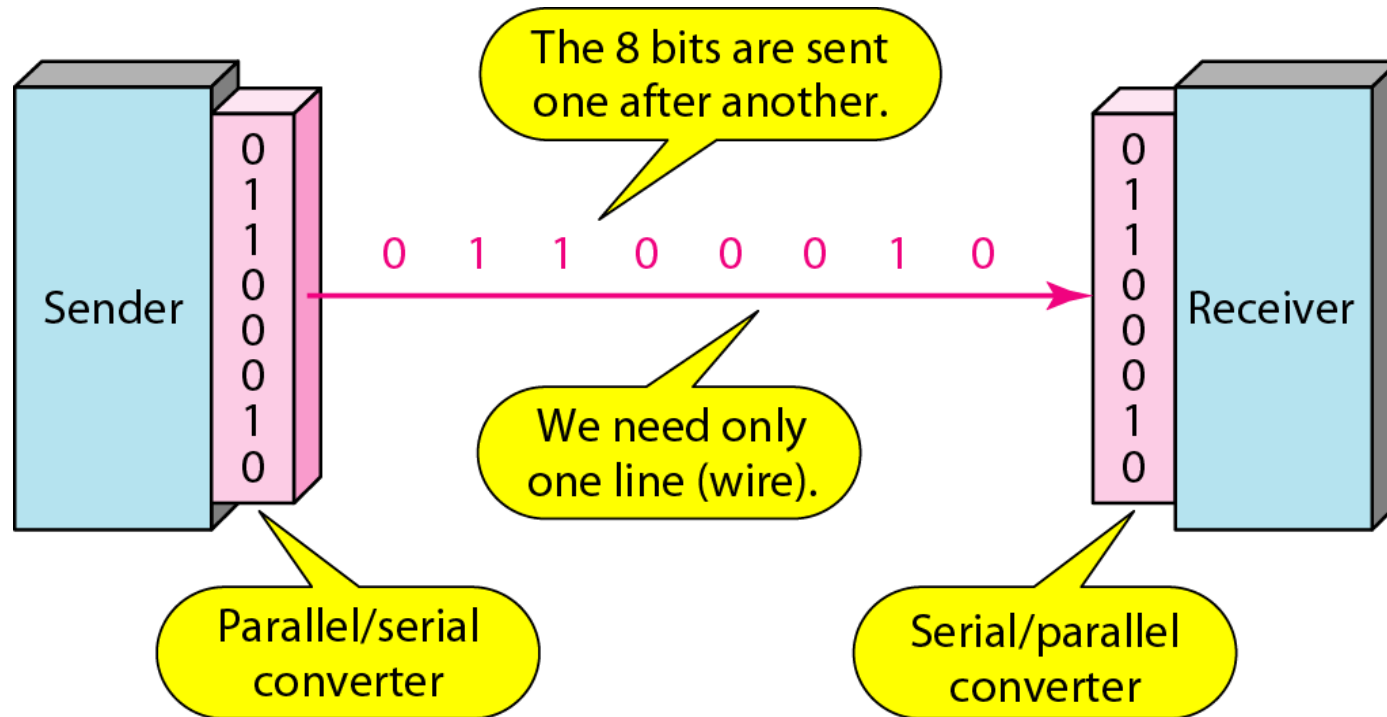 The 8 bits are sent
one after another.
0
1
1
0
0
0
1
0
Sender
0 1 1 0 0 0 1 0
0
1
1
0
0
0
1
0
Receiver
We need only
one line (wire).
Parallel/serial
converter
Serial/parallel
converter